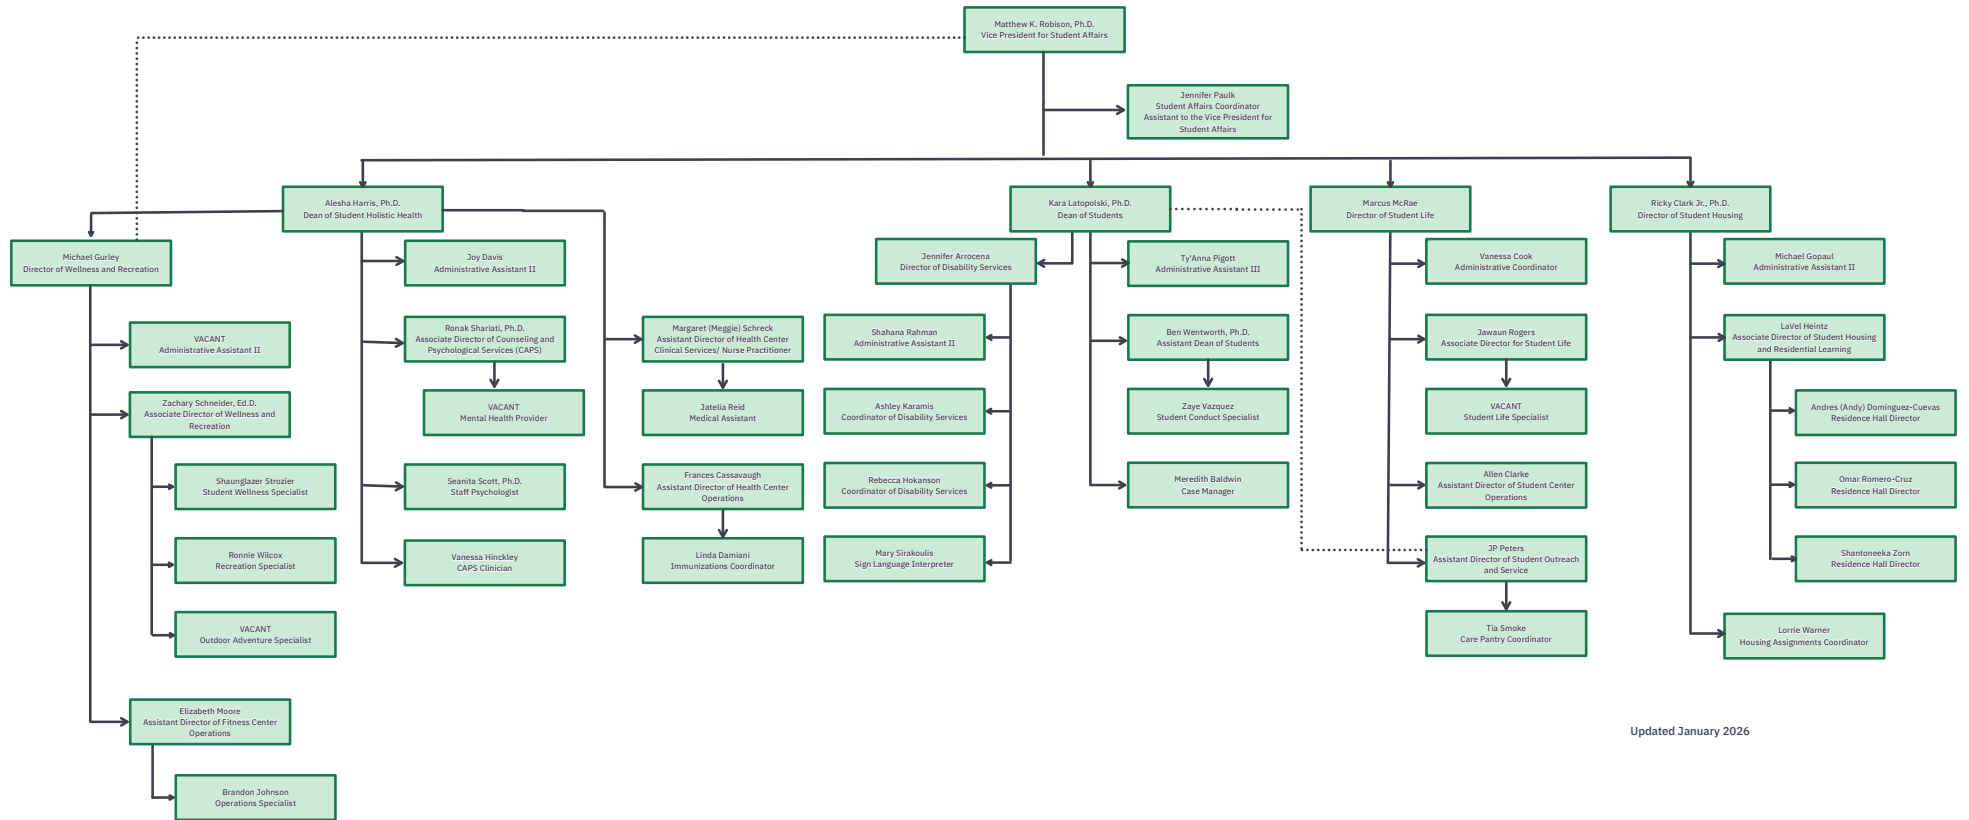 Matthew K. Robison, Ph.D.
Vice President for Student Affairs
Jennifer Paulk
Student Affairs Coordinator
Assistant to the Vice President for
Student Affairs
Alesha Harris, Ph.D.
Dean of Student Holistic Health
Kara Latopolski, Ph.D.
Dean of Students
Marcus McRae
Director of Student Life
Ricky Clark Jr., Ph.D.
Director of Student Housing
Michael Gurley
Director of Wellness and Recreation
VACANT
Administrative Assistant II
Zachary Schneider, Ed.D.
Associate Director of Wellness and
Recreation
Shaunglazer Strozier
Student Wellness Specialist
Ronnie Wilcox
Recreation Specialist
VACANT
Outdoor Adventure Specialist
Elizabeth Moore
Assistant Director of Fitness Center
Operations
Brandon Johnson
Operations Specialist
Joy Davis
Administrative Assistant II
Ronak Shariati, Ph.D.
Associate Director of Counseling and
Psychological Services (CAPS)
VACANT
Mental Health Provider
Seanita Scott, Ph.D.
Staff Psychologist
Vanessa Hinckley
CAPS Clinician
Margaret (Meggie) Schreck
Assistant Director of Health Center
Clinical Services/ Nurse Practitioner
Jatelia Reid
Medical Assistant
Frances Cassavaugh
Assistant Director of Health Center
Operations
Linda Damiani
Immunizations Coordinator
Jennifer Arrocena
Director of Disability Services
Shahana Rahman
Administrative Assistant II
Ashley Karamis
Coordinator of Disability Services
Rebecca Hokanson
Coordinator of Disability Services
Mary Sirakoulis
Sign Language Interpreter
Ty'Anna Pigott
Administrative Assistant III
Ben Wentworth, Ph.D.
Assistant Dean of Students
Zaye Vazquez
Student Conduct Specialist
Meredith Baldwin
Case Manager
Vanessa Cook
Administrative Coordinator
Jawaun Rogers
Associate Director for Student Life
VACANT
Student Life Specialist
Allen Clarke
Assistant Director of Student Center
Operations
JP Peters
Assistant Director of Student Outreach
and Service
Tia Smoke
Care Pantry Coordinator
Michael Gopaul
Administrative Assistant II
LaVel Heintz
Associate Director of Student Housing
and Residential Learning
Andres (Andy) Dominguez-Cuevas
Residence Hall Director
Omar Romero-Cruz
Residence Hall Director
Shantoneeka Zorn
Residence Hall Director
Lorrie Warner
Housing Assignments Coordinator
Updated January 2026